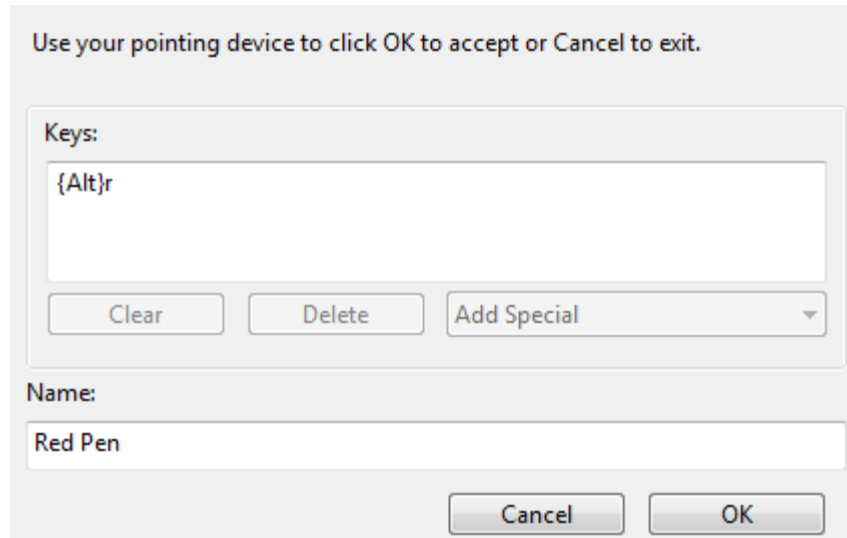 Use your pointing device to click OK to accept or Cancel to exit.
Keys:
{Alt}r
Clear
Delete
Add Special
Name:
Red Pen
Cancel
OK